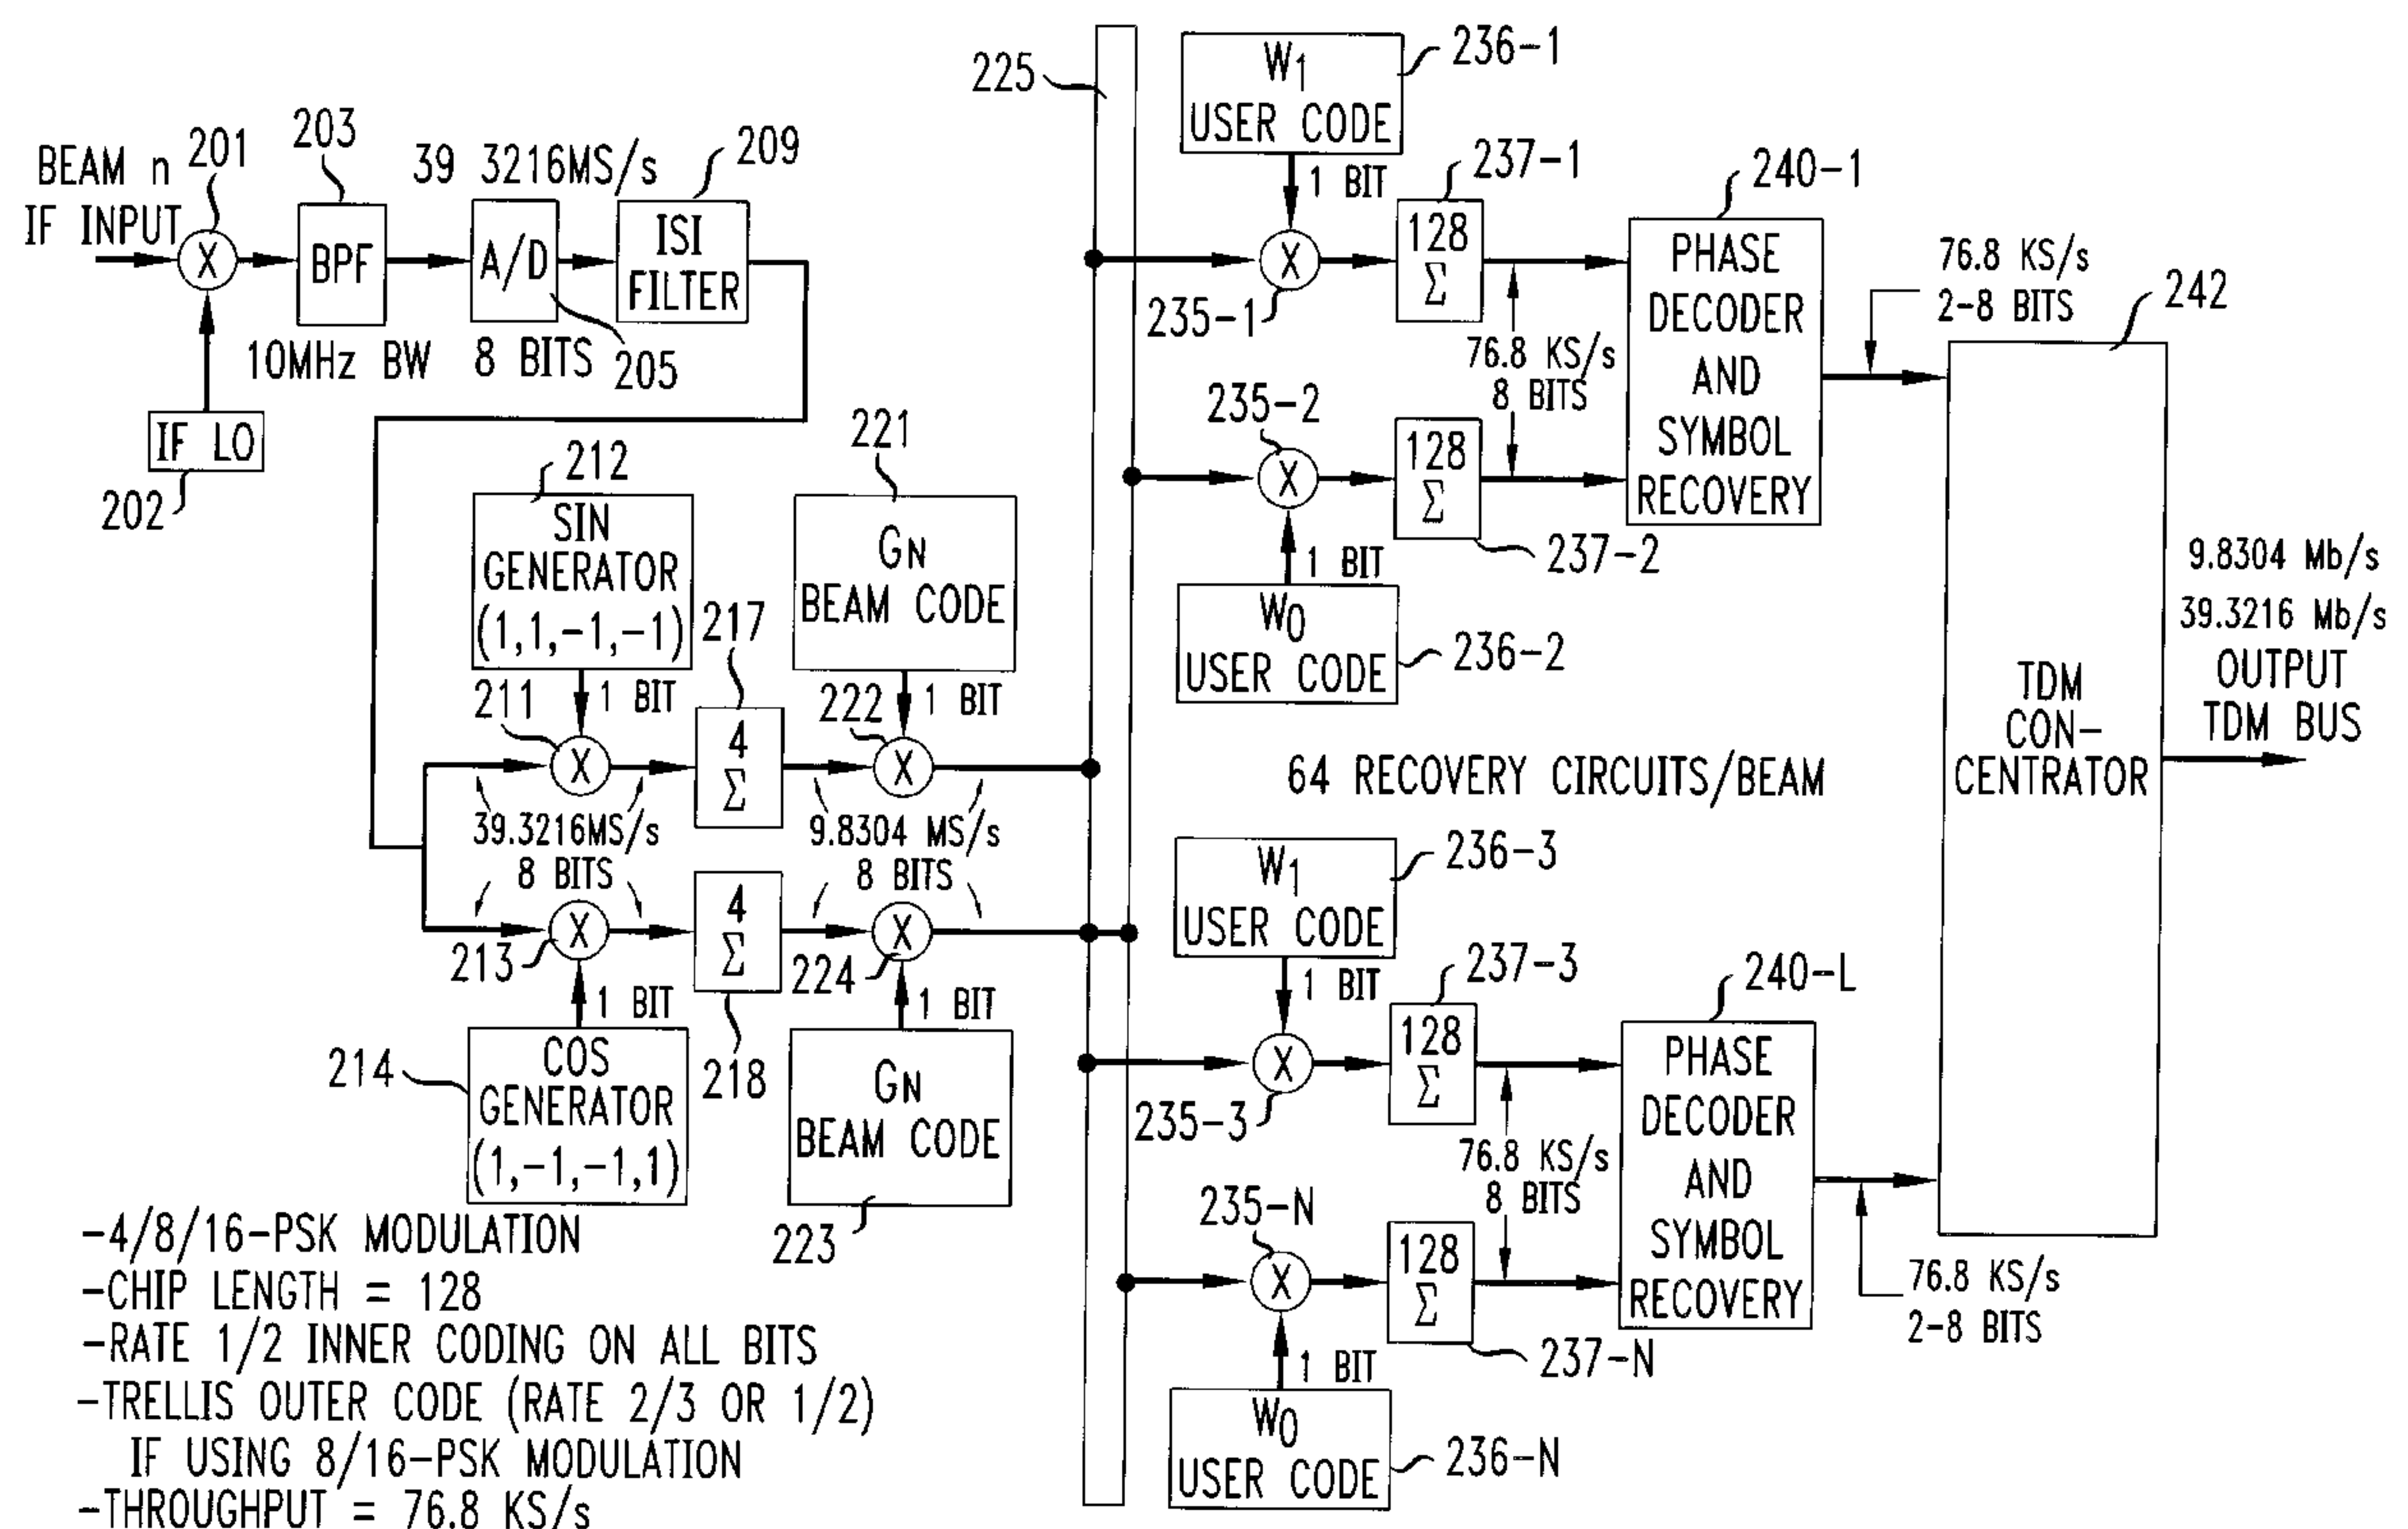 BEAM n
IF INPUT
201
X
IF LO
202
203
BPF
10MHz BW
39 3216MS/s
A/D
8 BITS
205
209
ISI
FILTER
212
SIN
GENERATOR
(1,1,-1,-1)
1 BIT
211
X
217
4
Σ
221
GN
BEAM CODE
222
1 BIT
X
39.3216MS/s
8 BITS
9.8304 MS/s
8 BITS
213
X
1 BIT
214
COS
GENERATOR
(1,-1,-1,1)
4
Σ
218
224
X
1 BIT
GN
BEAM CODE
223
225
W1
USER CODE
236-1
1 BIT
X
235-1
237-1
128
Σ
76.8 KS/s
8 BITS
235-2
X
128
Σ
237-2
1 BIT
W0
USER CODE
236-2
240-1
PHASE
DECODER
AND
SYMBOL
RECOVERY
76.8 KS/s
2-8 BITS
242
TDM
CON-
CENTRATOR
9.8304 Mb/s
39.3216 Mb/s
OUTPUT
TDM BUS
64 RECOVERY CIRCUITS/BEAM
W1
USER CODE
236-3
1 BIT
X
235-3
237-3
128
Σ
76.8 KS/s
8 BITS
235-N
X
128
Σ
237-N
1 BIT
W0
USER CODE
236-N
240-L
PHASE
DECODER
AND
SYMBOL
RECOVERY
76.8 KS/s
2-8 BITS
-4/8/16-PSK MODULATION
-CHIP LENGTH = 128
-RATE 1/2 INNER CODING ON ALL BITS
-TRELLIS OUTER CODE (RATE 2/3 OR 1/2)
IF USING 8/16-PSK MODULATION
-THROUGHPUT = 76.8 KS/s